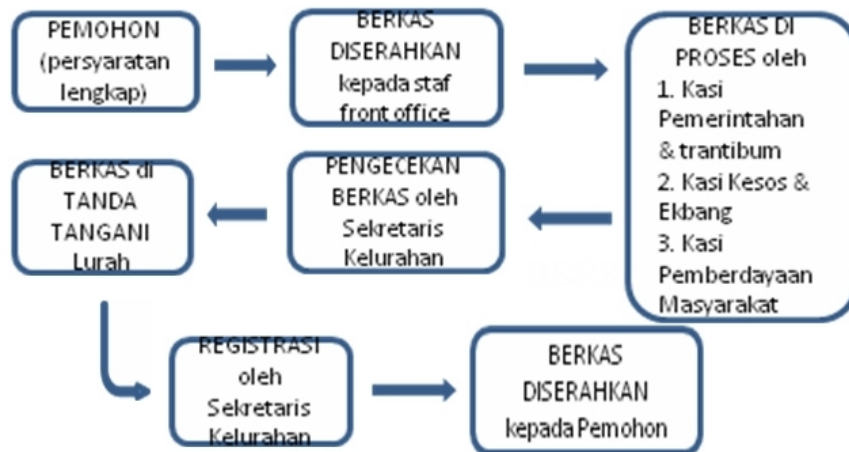 PEMOHON
(persyaratan
lengkap)
BERKAS
DISERAHKAN
kepada staf
front office
BERKAS DI
PROSES oleh
1. Kasi
Pemerintahan
& trantibum
2. Kasi Kesos &
Ekbang
3. Kasi
Pemberdayaan
Masyarakat
PENGECEKAN
BERKAS oleh
Sekretaris
Kelurahan
BERKAS di
TANDA
TANGANI
Lurah
REGISTRASI
oleh
Sekretaris
Kelurahan
BERKAS
DISERAHKAN
kepada Pemohon